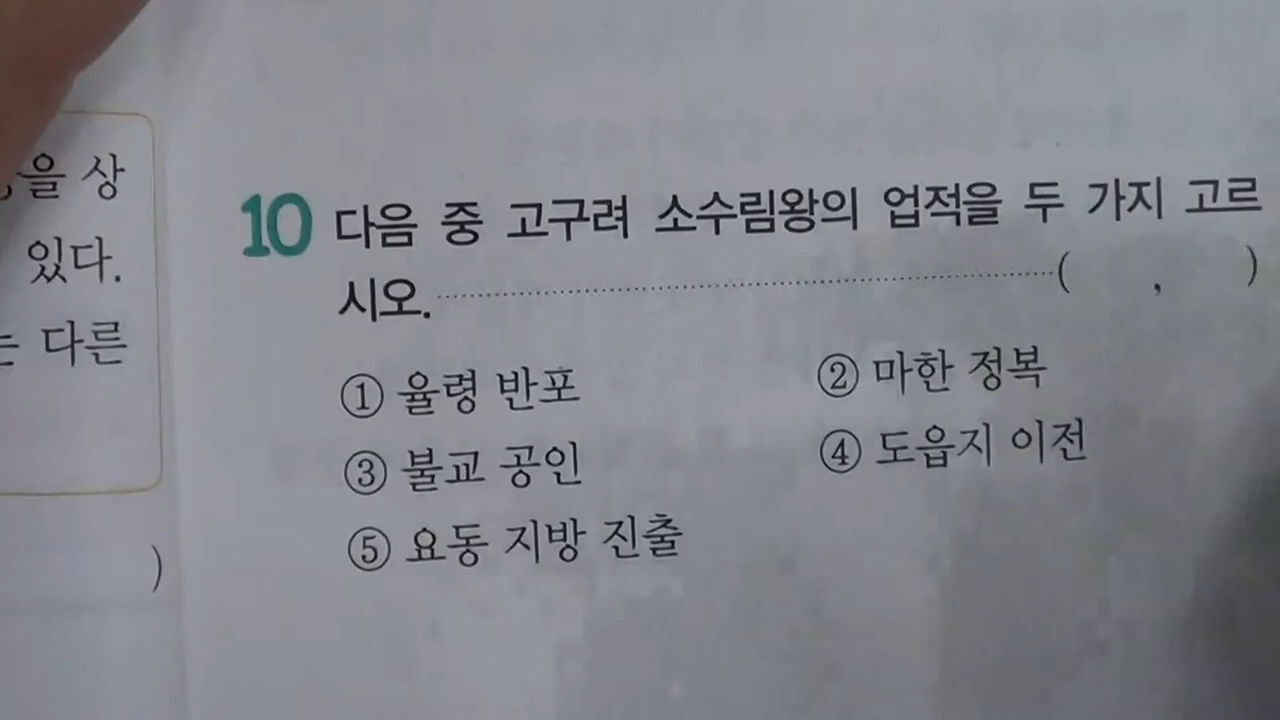 을 상
있다.
는 다른
)
10 다음 중 고구려 소수림왕의 업적을 두 가지 고르
시오. ( , )
① 율령 반포 ② 마한 정복
③ 불교 공인 ④ 도읍지 이전
⑤ 요동 지방 진출